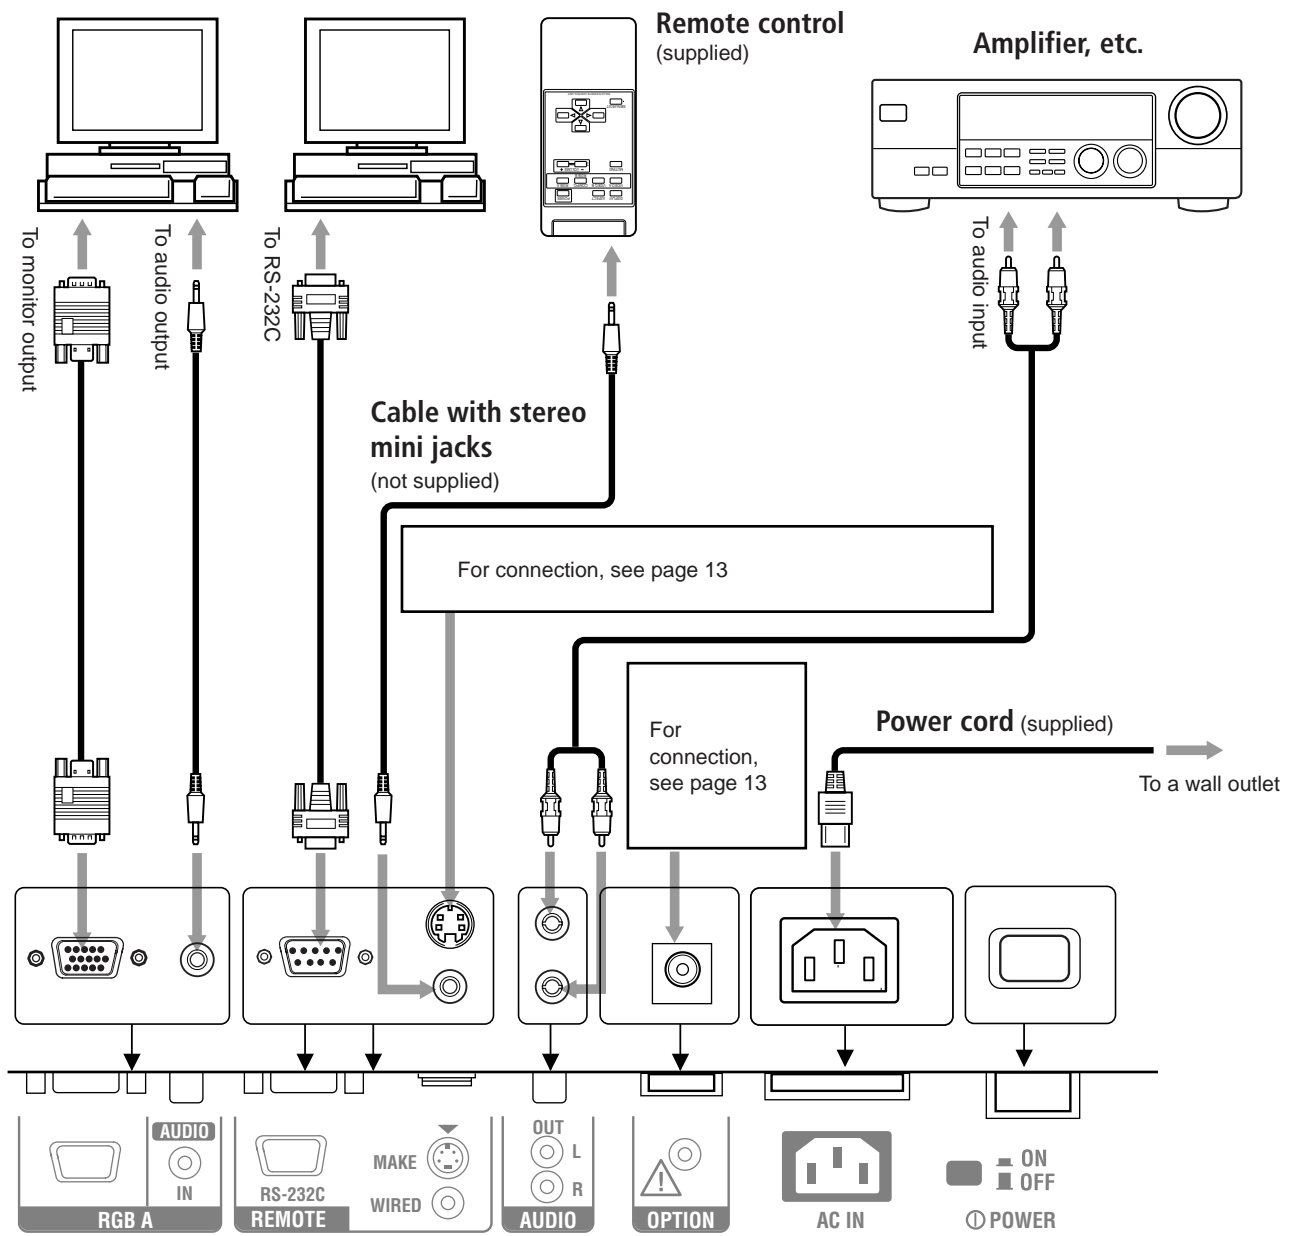 Remote control
(supplied)
Amplifier, etc.
To monitor output
To audio output
To RS-232C
To audio input
Cable with stereo
mini jacks
(not supplied)
For connection, see page 13
For
connection,
see page 13
Power cord (supplied)
To a wall outlet
AUDIO
IN
RGB A
RS-232C
REMOTE
MAKE
WIRED
OUT
L
R
AUDIO
OPTION
AC IN
ON
OFF
POWER